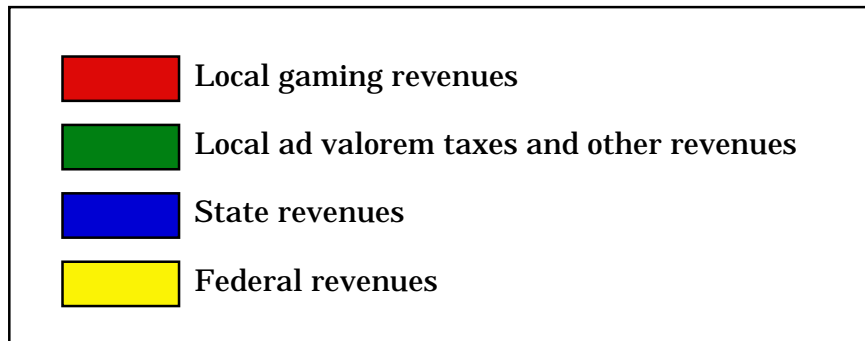 Local gaming revenues
Local ad valorem taxes and other revenues
State revenues
Federal revenues